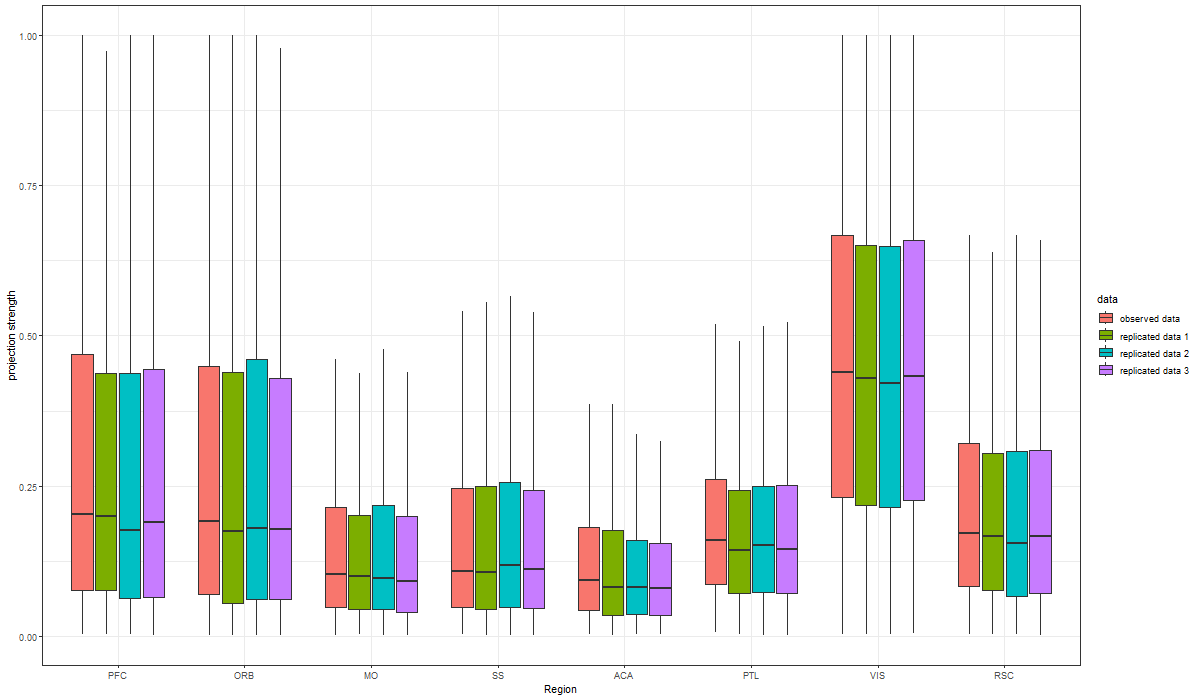 1.00
0.75
0.50
0.25
0.00
projection strength
PFC ORB MO SS ACA PTL VIS RSC
Region
data
observed data
replicated data 1
replicated data 2
replicated data 3